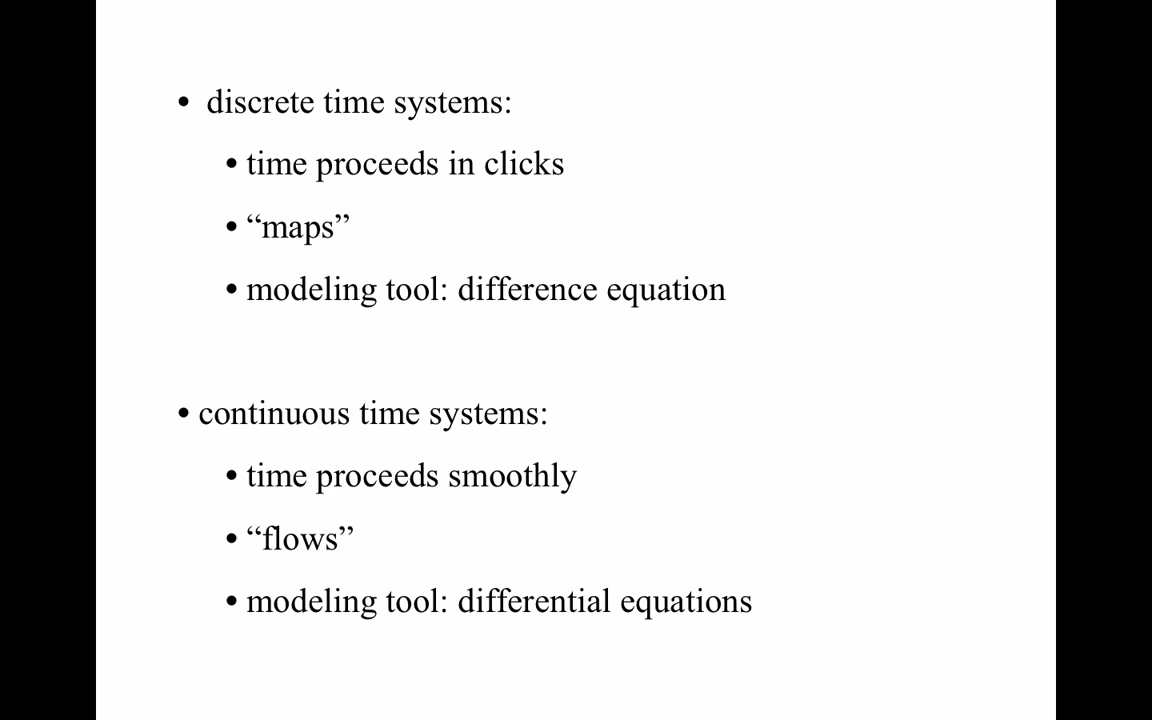 • discrete time systems:
• time proceeds in clicks
• “maps”
• modeling tool: difference equation
• continuous time systems:
• time proceeds smoothly
• “flows”
• modeling tool: differential equations